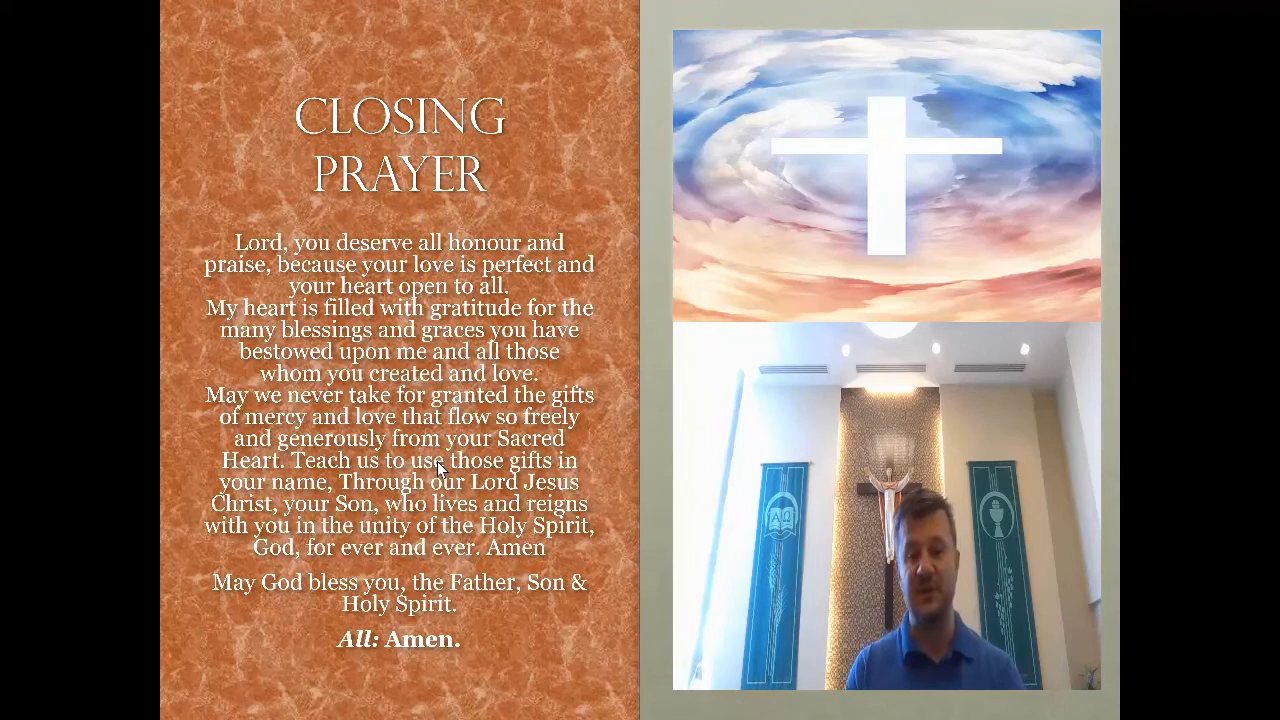 CLOSING
PRAYER
Lord, you deserve all honour and
praise, because your love is perfect and
your heart open to all.
My heart is filled with gratitude for the
many blessings and graces you have
bestowed upon me and all those
whom you created and love.
May we never take for granted the gifts
of mercy and love that flow so freely
and generously from your Sacred
Heart. Teach us to use those gifts in
your name, Through our Lord Jesus
Christ, your Son, who lives and reigns
with you in the unity of the Holy Spirit,
God, for ever and ever. Amen
May God bless you, the Father, Son &
Holy Spirit.
All: Amen.
ΑΩ